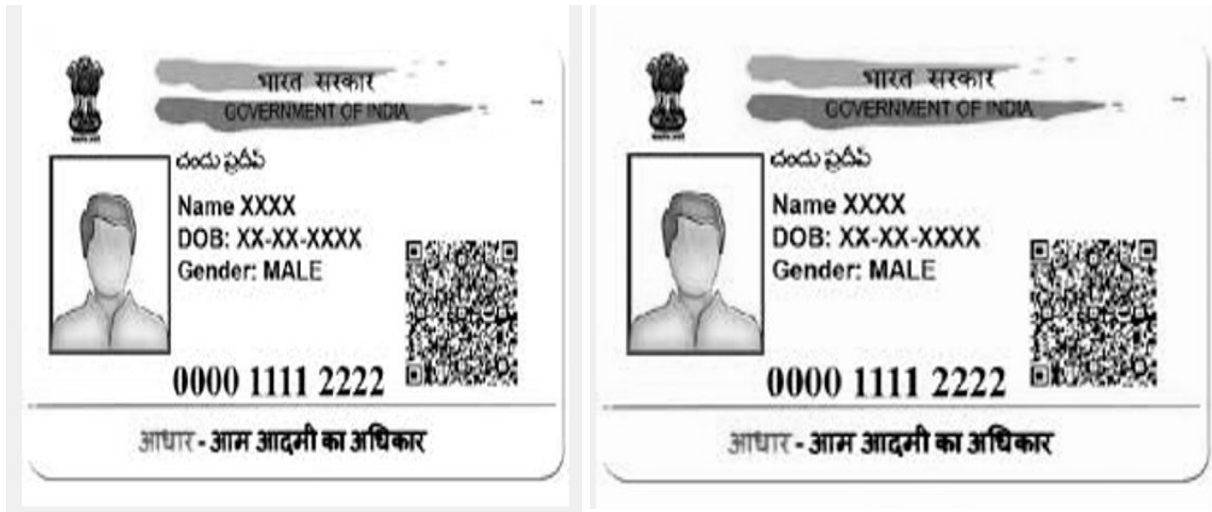 भारत सरकार
GOVERNMENT OF INDIA
చందు ప్రదీప్
Name XXXX
DOB: XX-XX-XXXX
Gender: MALE
0000 1111 2222
आधार - आम आदमी का अधिकार
भारत सरकार
GOVERNMENT OF INDIA
చందు ప్రదీప్
Name XXXX
DOB: XX-XX-XXXX
Gender: MALE
0000 1111 2222
आधार - आम आदमी का अधिकार